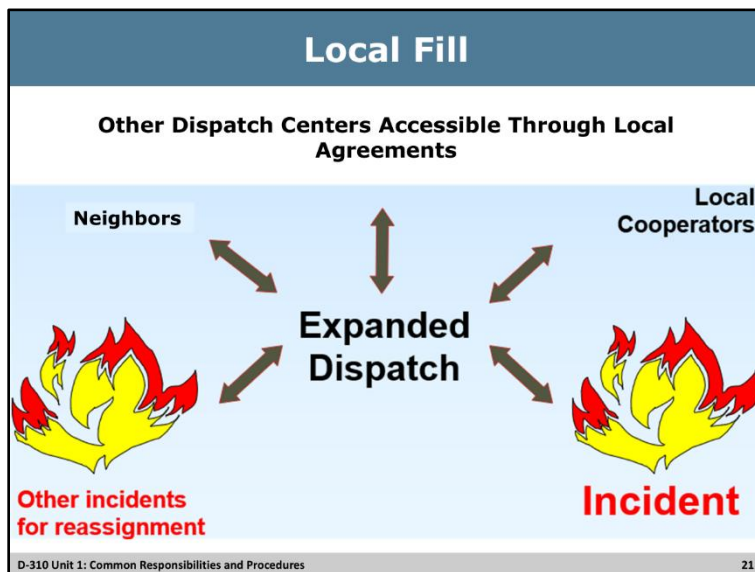 Local Fill
Other Dispatch Centers Accessible Through Local
Agreements
Neighbors
Local
Cooperators
Expanded
Dispatch
Other incidents
for reassignment
Incident
D-310 Unit 1: Common Responsibilities and Procedures
21